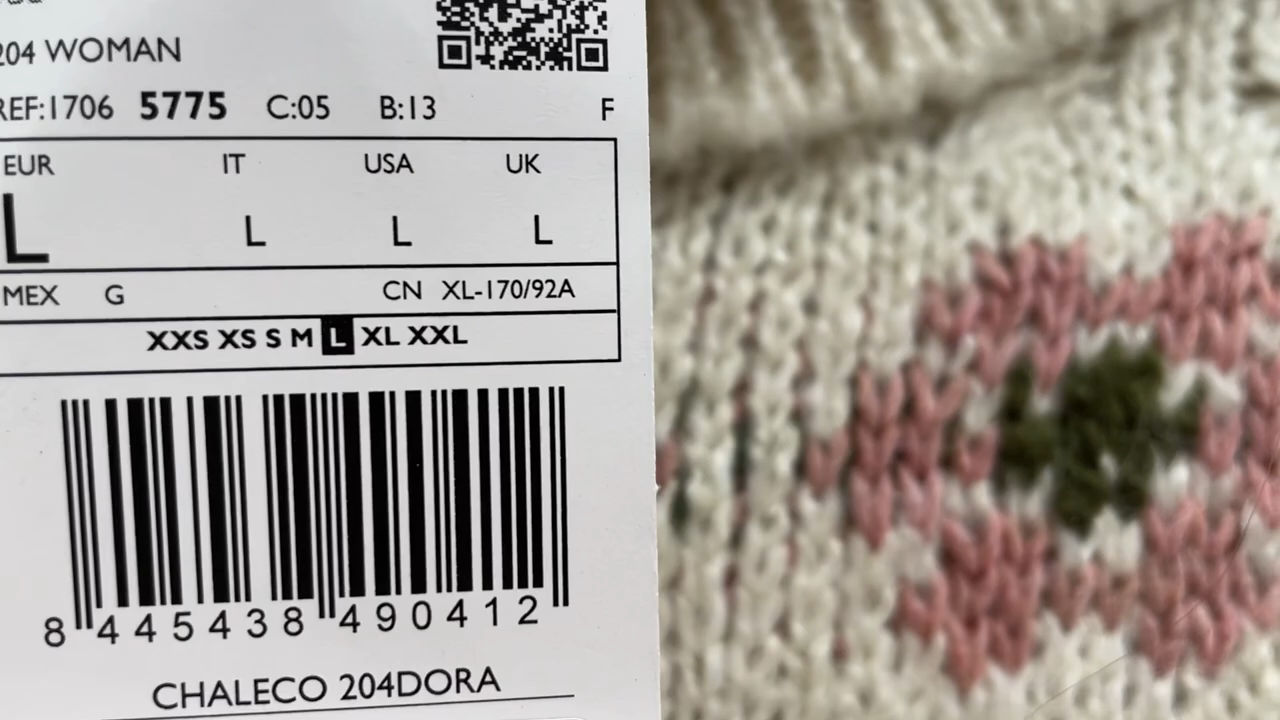 204 WOMAN
REF:1706 5775 C:05 B:13 F
EUR IT USA UK
L L L L
MEX G CN XL-170/92A
XXS XS S M L XL XXL
8 445438 490412
CHALECO 204DORA